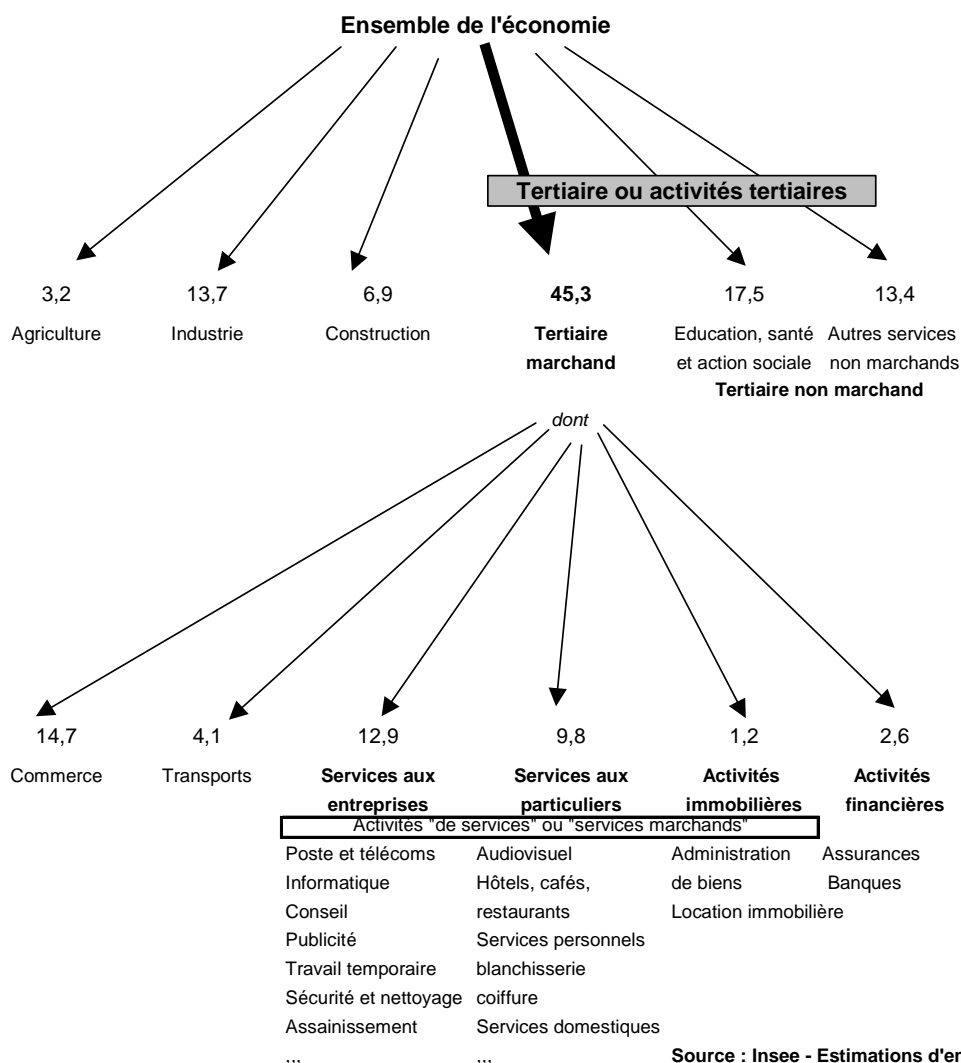 Ensemble de l'économie
Tertiaire ou activités tertiaires
3,2 13,7 6,9 45,3 17,5 13,4
Agriculture Industrie Construction Tertiaire Education, santé Autres services
marchand et action sociale non marchands
Tertiaire non marchand
dont
14,7 4,1 12,9 9,8 1,2 2,6
Commerce Transports Services aux Services aux Activités Activités
entreprises particuliers immobilières financières
Activités "de services" ou "services marchands"
Poste et télécoms Audiovisuel Administration Assurances
Informatique Hôtels, cafés, de biens Banques
Conseil restaurants Location immobilière
Publicité Services personnels
Travail temporaire blanchisserie
Sécurité et nettoyage coiffure
Assainissement Services domestiques
,,, ,,,
Source : Insee - Estimations